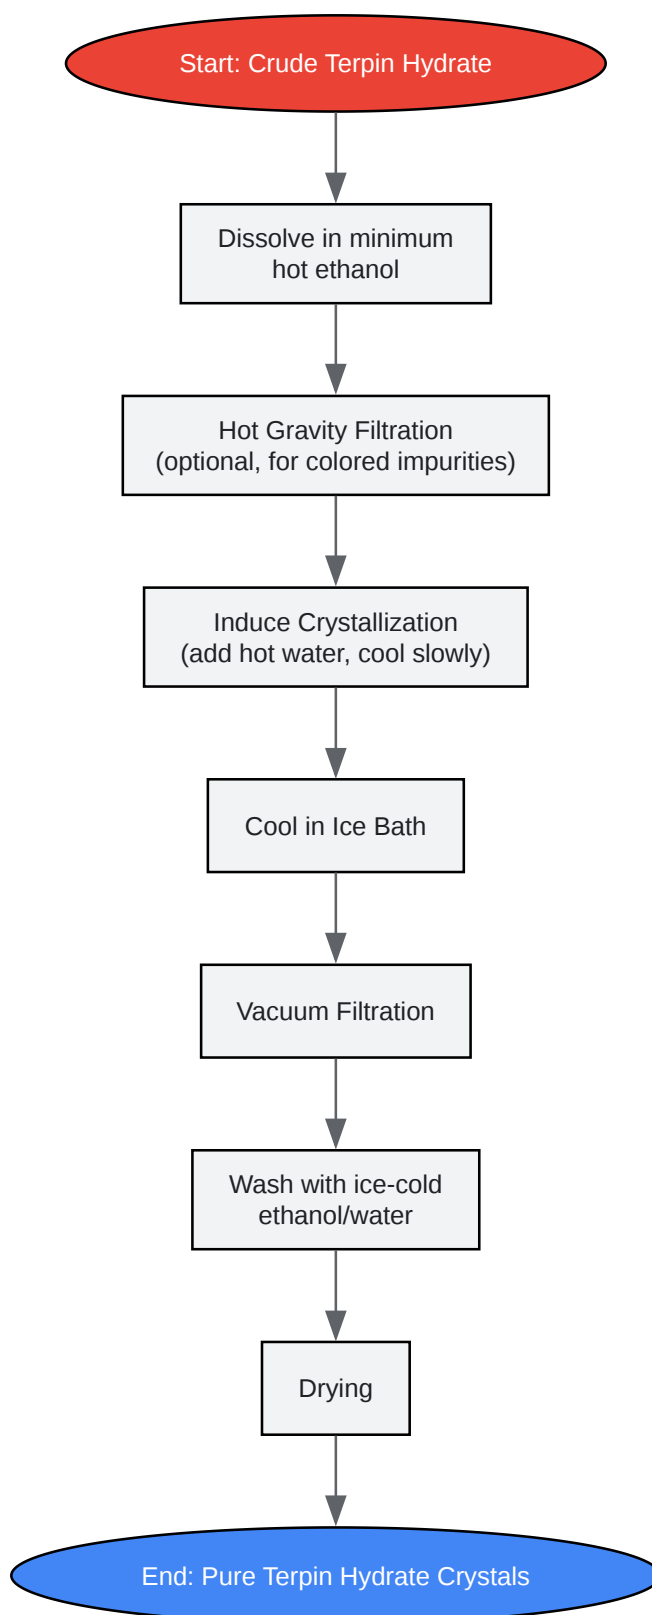 Start: Crude Terpin Hydrate
Dissolve in minimum
hot ethanol
Hot Gravity Filtration
(optional, for colored impurities)
Induce Crystallization
(add hot water, cool slowly)
Cool in Ice Bath
Vacuum Filtration
Wash with ice-cold
ethanol/water
Drying
End: Pure Terpin Hydrate Crystals